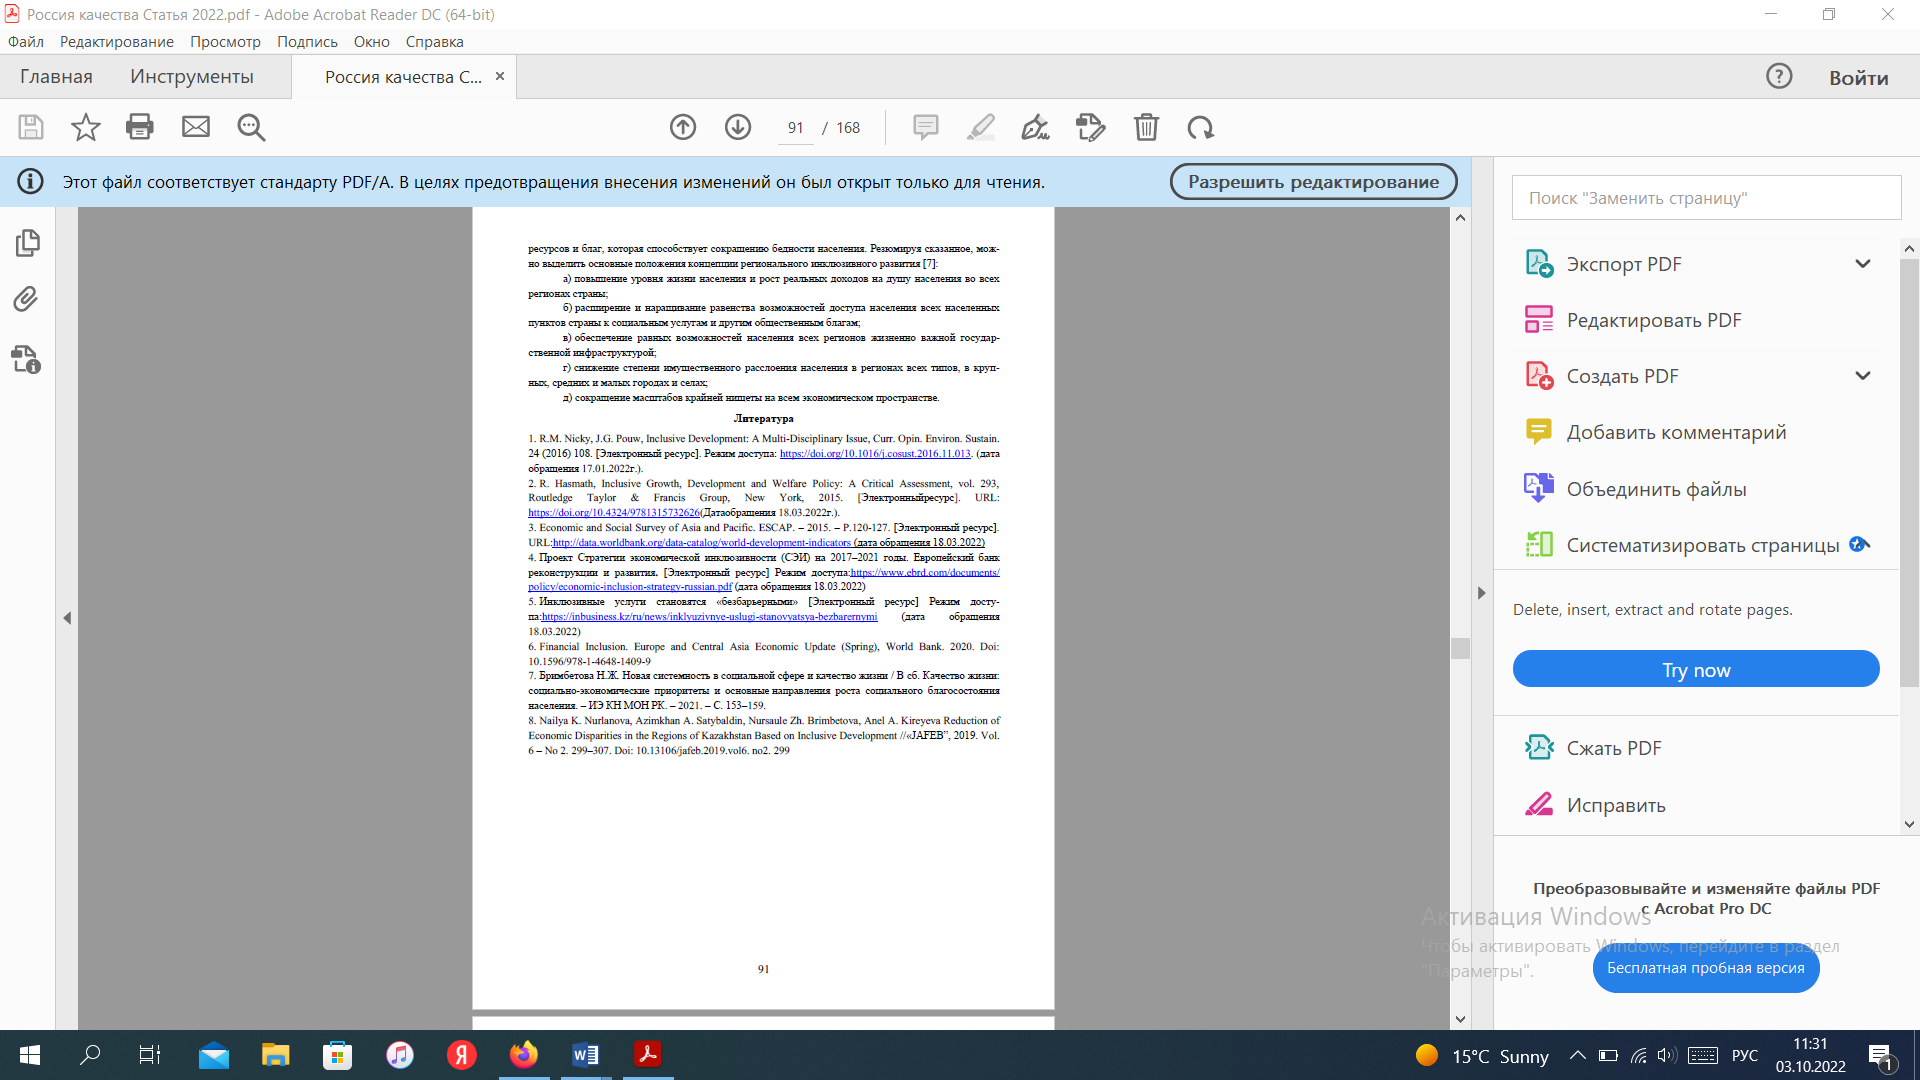 Россия качества Статья 2022.pdf - Adobe Acrobat Reader DC (64-bit)
Файл Редактирование Просмотр Подпись Окно Справка
Главная Инструменты Россия качества С... × ? Войти
91 / 168
Этот файл соответствует стандарту PDF/A. В целях предотвращения внесения изменений он был открыт только для чтения. Разрешить редактирование
ресурсов и благ, которая способствует сокращению бедности населения. Резюмируя сказанное, мож-
но выделить основные положения концепции регионального инклюзивного развития [7]:
а) повышение уровня жизни населения и рост реальных доходов на душу населения во всех
регионах страны;
б) расширение и наращивание равенства возможностей доступа населения всех населенных
пунктов страны к социальным услугам и другим общественным благам;
в) обеспечение равных возможностей населения всех регионов жизненно важной государ-
ственной инфраструктурой;
г) снижение степени имущественного расслоения населения в регионах всех типов, в круп-
ных, средних и малых городах и селах;
д) сокращение масштабов крайней нищеты на всем экономическом пространстве.
Литература
1. R.M. Nicky, J.G. Pouw, Inclusive Development: A Multi-Disciplinary Issue, Curr. Opin. Environ. Sustain.
24 (2016) 108. [Электронный ресурс]. Режим доступа: https://doi.org/10.1016/j.cosust.2016.11.013. (дата
обращения 17.01.2022г.).
2. R. Hasmath, Inclusive Growth, Development and Welfare Policy: A Critical Assessment, vol. 293,
Routledge Taylor & Francis Group, New York, 2015. [Электронныйресурс]. URL:
https://doi.org/10.4324/9781315732626(Датаобращения 18.03.2022г.).
3. Economic and Social Survey of Asia and Pacific. ESCAP. – 2015. – P.120-127. [Электронный ресурс].
URL:http://data.worldbank.org/data-catalog/world-development-indicators (дата обращения 18.03.2022)
4. Проект Стратегии экономической инклюзивности (СЭИ) на 2017–2021 годы. Европейский банк
реконструкции и развития. [Электронный ресурс] Режим доступа:https://www.ebrd.com/documents/
policy/economic-inclusion-strategy-russian.pdf (дата обращения 18.03.2022)
5. Инклюзивные услуги становятся «безбарьерными» [Электронный ресурс] Режим досту-
па:https://inbusiness.kz/ru/news/inklyuzivnye-uslugi-stanovyatsya-bezbarernymi (дата обращения
18.03.2022)
6. Financial Inclusion. Europe and Central Asia Economic Update (Spring), World Bank. 2020. Doi:
10.1596/978-1-4648-1409-9
7. Бримбетова Н.Ж. Новая системность в социальной сфере и качество жизни / В сб. Качество жизни:
социально-экономические приоритеты и основные направления роста социального благосостояния
населения. – ИЭ КН МОН РК. – 2021. – С. 153–159.
8. Nailya K. Nurlanova, Azimkhan A. Satybaldin, Nursaule Zh. Brimbetova, Anel A. Kireyeva Reduction of
Economic Disparities in the Regions of Kazakhstan Based on Inclusive Development //«JAFEB”, 2019. Vol.
6 – No 2. 299–307. Doi: 10.13106/jafeb.2019.vol6. no2. 299
91
Поиск "Заменить страницу"
Экспорт PDF
Редактировать PDF
Создать PDF
Добавить комментарий
Объединить файлы
Систематизировать страницы
Delete, insert, extract and rotate pages.
Try now
Сжать PDF
Исправить
Преобразовывайте и изменяйте файлы PDF
с Acrobat Pro DC
Активация Windows
Чтобы активировать Windows, перейдите в раздел
"Параметры".
Бесплатная пробная версия
15°C Sunny РУС 11:31
03.10.2022 1